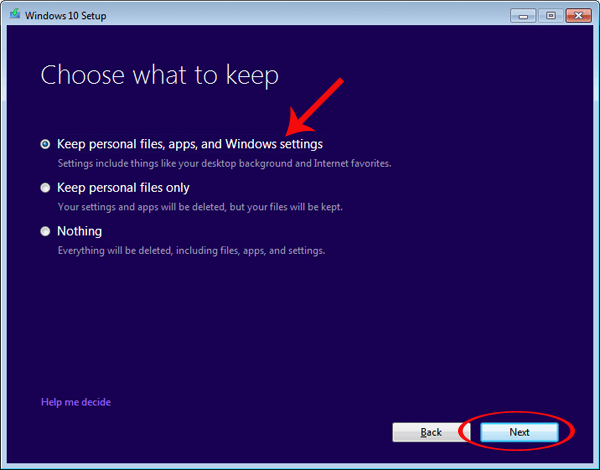 Windows 10 Setup
Choose what to keep
Keep personal files, apps, and Windows settings
Settings include things like your desktop background and Internet favorites.
Keep personal files only
Your settings and apps will be deleted, but your files will be kept.
Nothing
Everything will be deleted, including files, apps, and settings.
Help me decide
Back
Next